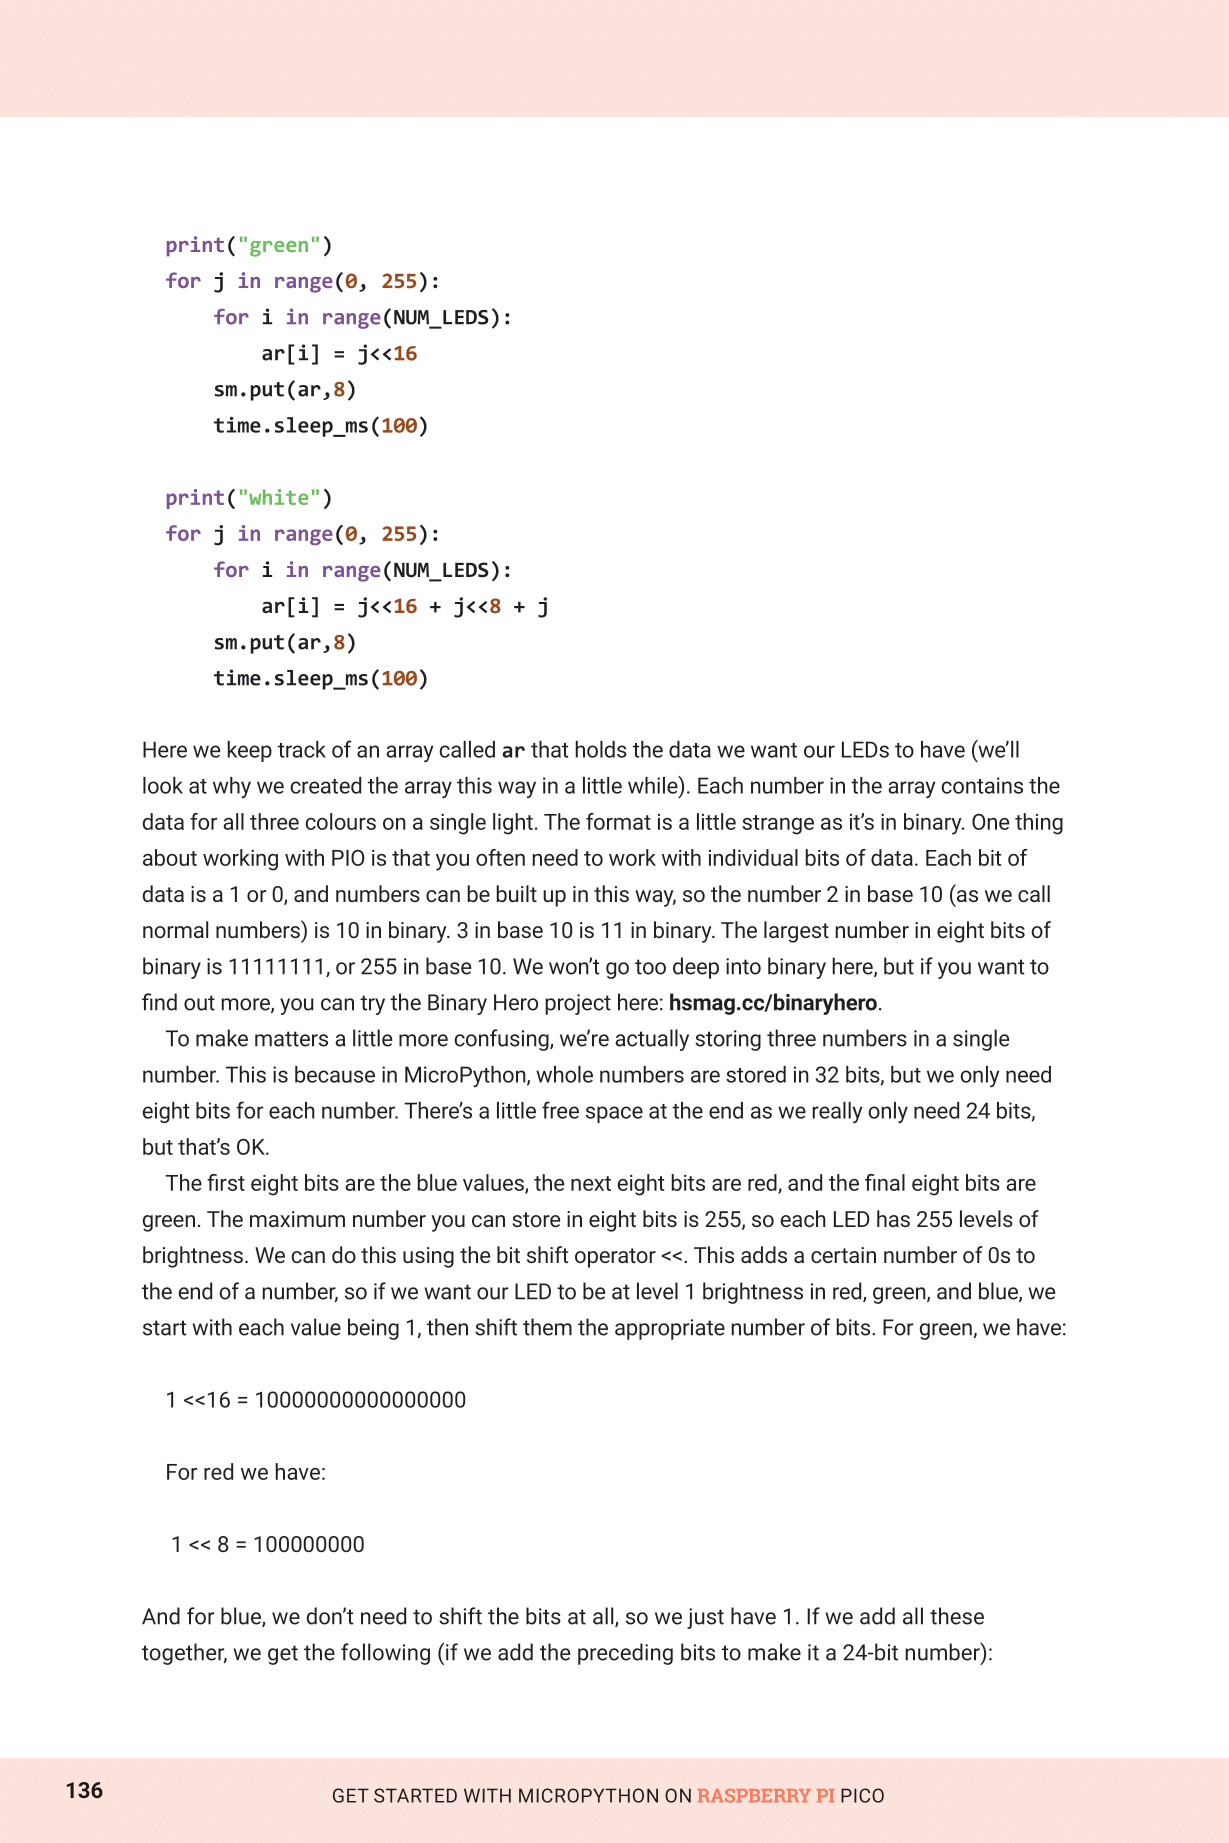 print("green")
for j in range(0, 255):
    for i in range(NUM_LEDS):
        ar[i] = j<<16
    sm.put(ar,8)
    time.sleep_ms(100)

print("white")
for j in range(0, 255):
    for i in range(NUM_LEDS):
        ar[i] = j<<16 + j<<8 + j
    sm.put(ar,8)
    time.sleep_ms(100)

Here we keep track of an array called ar that holds the data we want our LEDs to have (we’ll
look at why we created the array this way in a little while). Each number in the array contains the
data for all three colours on a single light. The format is a little strange as it’s in binary. One thing
about working with PIO is that you often need to work with individual bits of data. Each bit of
data is a 1 or 0, and numbers can be built up in this way, so the number 2 in base 10 (as we call
normal numbers) is 10 in binary. 3 in base 10 is 11 in binary. The largest number in eight bits of
binary is 11111111, or 255 in base 10. We won’t go too deep into binary here, but if you want to
find out more, you can try the Binary Hero project here: hsmag.cc/binaryhero.
To make matters a little more confusing, we’re actually storing three numbers in a single
number. This is because in MicroPython, whole numbers are stored in 32 bits, but we only need
eight bits for each number. There’s a little free space at the end as we really only need 24 bits,
but that’s OK.
The first eight bits are the blue values, the next eight bits are red, and the final eight bits are
green. The maximum number you can store in eight bits is 255, so each LED has 255 levels of
brightness. We can do this using the bit shift operator <<. This adds a certain number of 0s to
the end of a number, so if we want our LED to be at level 1 brightness in red, green, and blue, we
start with each value being 1, then shift them the appropriate number of bits. For green, we have:

1 <<16 = 10000000000000000

For red we have:

1 << 8 = 100000000

And for blue, we don’t need to shift the bits at all, so we just have 1. If we add all these
together, we get the following (if we add the preceding bits to make it a 24-bit number):

136
GET STARTED WITH MICROPYTHON ON RASPBERRY PI PICO